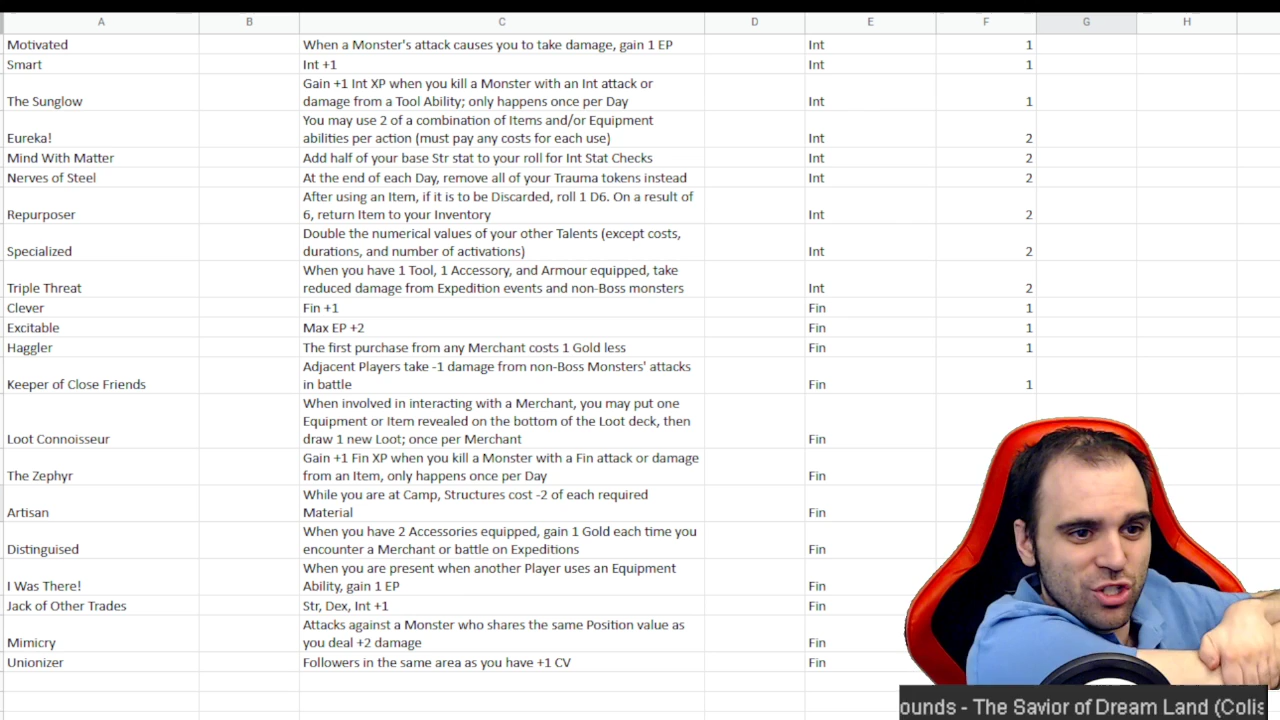 A B C D E F G H
Motivated When a Monster's attack causes you to take damage, gain 1 EP Int 1
Smart Int +1 Int 1
Gain +1 Int XP when you kill a Monster with an Int attack or
The Sunglow damage from a Tool Ability; only happens once per Day Int 1
You may use 2 of a combination of Items and/or Equipment
Eureka! abilities per action (must pay any costs for each use) Int 2
Mind With Matter Add half of your base Str stat to your roll for Int Stat Checks Int 2
Nerves of Steel At the end of each Day, remove all of your Trauma tokens instead Int 2
After using an Item, if it is to be Discarded, roll 1 D6. On a result of
Repurposer 6, return Item to your Inventory Int 2
Double the numerical values of your other Talents (except costs,
Specialized durations, and number of activations) Int 2
When you have 1 Tool, 1 Accessory, and Armour equipped, take
Triple Threat reduced damage from Expedition events and non-Boss monsters Int 2
Clever Fin +1 Fin 1
Excitable Max EP +2 Fin 1
Haggler The first purchase from any Merchant costs 1 Gold less Fin 1
Adjacent Players take -1 damage from non-Boss Monsters' attacks
Keeper of Close Friends in battle Fin 1
When involved in interacting with a Merchant, you may put one
Equipment or Item revealed on the bottom of the Loot deck, then
Loot Connoisseur draw 1 new Loot; once per Merchant Fin
Gain +1 Fin XP when you kill a Monster with a Fin attack or damage
The Zephyr from an Item, only happens once per Day Fin
While you are at Camp, Structures cost -2 of each required
Artisan Material Fin
When you have 2 Accessories equipped, gain 1 Gold each time you
Distinguised encounter a Merchant or battle on Expeditions Fin
When you are present when another Player uses an Equipment
I Was There! Ability, gain 1 EP Fin
Jack of Other Trades Str, Dex, Int +1 Fin
Attacks against a Monster who shares the same Position value as
Mimicry you deal +2 damage Fin
Unionizer Followers in the same area as you have +1 CV Fin
ounds - The Savior of Dream Land (Colis